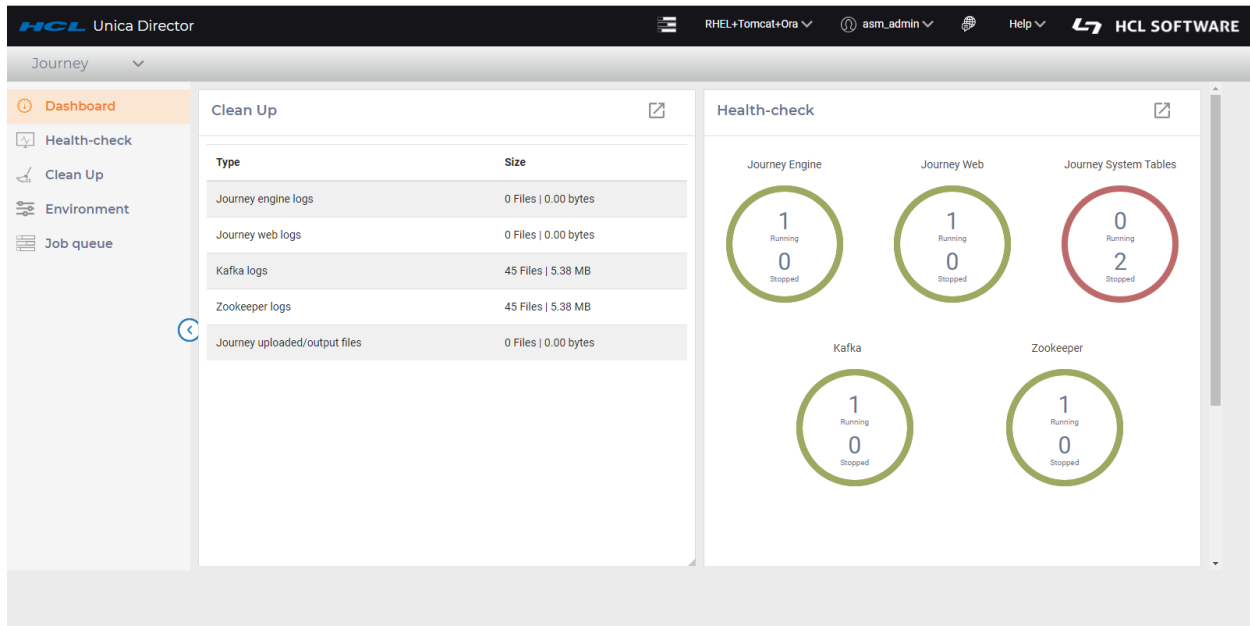 HCL Unica Director
RHEL+Tomcat+Ora
asm_admin
Help
HCL SOFTWARE
Journey
Dashboard
Health-check
Clean Up
Environment
Job queue
Clean Up
Type Size
Journey engine logs 0 Files | 0.00 bytes
Journey web logs 0 Files | 0.00 bytes
Kafka logs 45 Files | 5.38 MB
Zookeeper logs 45 Files | 5.38 MB
Journey uploaded/output files 0 Files | 0.00 bytes
Health-check
Journey Engine
1
Running
0
Stopped
Journey Web
1
Running
0
Stopped
Journey System Tables
0
Running
2
Stopped
Kafka
1
Running
0
Stopped
Zookeeper
1
Running
0
Stopped